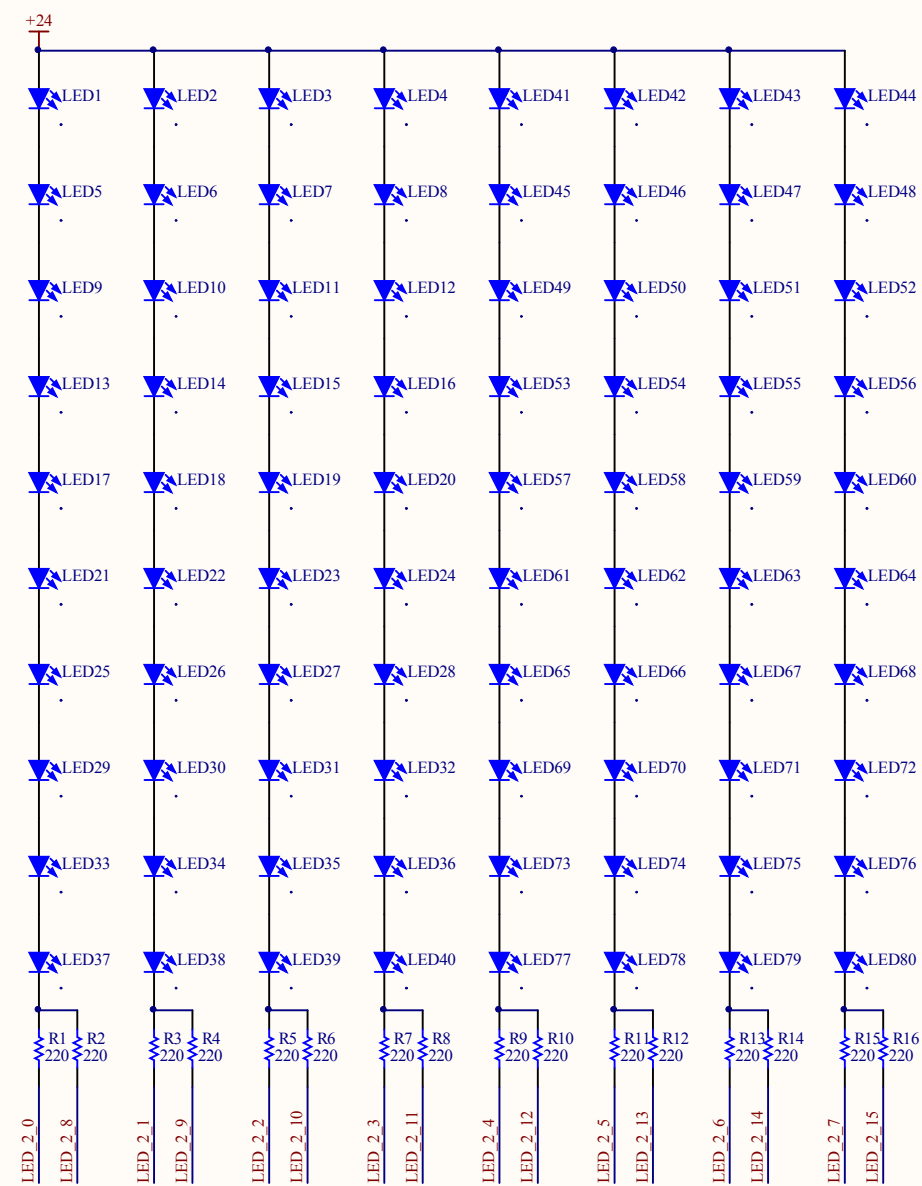 +24
LED1 LED2 LED3 LED4 LED41 LED42 LED43 LED44
LED5 LED6 LED7 LED8 LED45 LED46 LED47 LED48
LED9 LED10 LED11 LED12 LED49 LED50 LED51 LED52
LED13 LED14 LED15 LED16 LED53 LED54 LED55 LED56
LED17 LED18 LED19 LED20 LED57 LED58 LED59 LED60
LED21 LED22 LED23 LED24 LED61 LED62 LED63 LED64
LED25 LED26 LED27 LED28 LED65 LED66 LED67 LED68
LED29 LED30 LED31 LED32 LED69 LED70 LED71 LED72
LED33 LED34 LED35 LED36 LED73 LED74 LED75 LED76
LED37 LED38 LED39 LED40 LED77 LED78 LED79 LED80
R1 R2 R3 R4 R5 R6 R7 R8 R9 R10 R11 R12 R13 R14 R15 R16
220 220 220 220 220 220 220 220 220 220 220 220 220 220 220 220
LED_2_0 LED_2_8 LED_2_1 LED_2_9 LED_2_2 LED_2_10 LED_2_3 LED_2_11 LED_2_4 LED_2_12 LED_2_5 LED_2_13 LED_2_6 LED_2_14 LED_2_7 LED_2_15